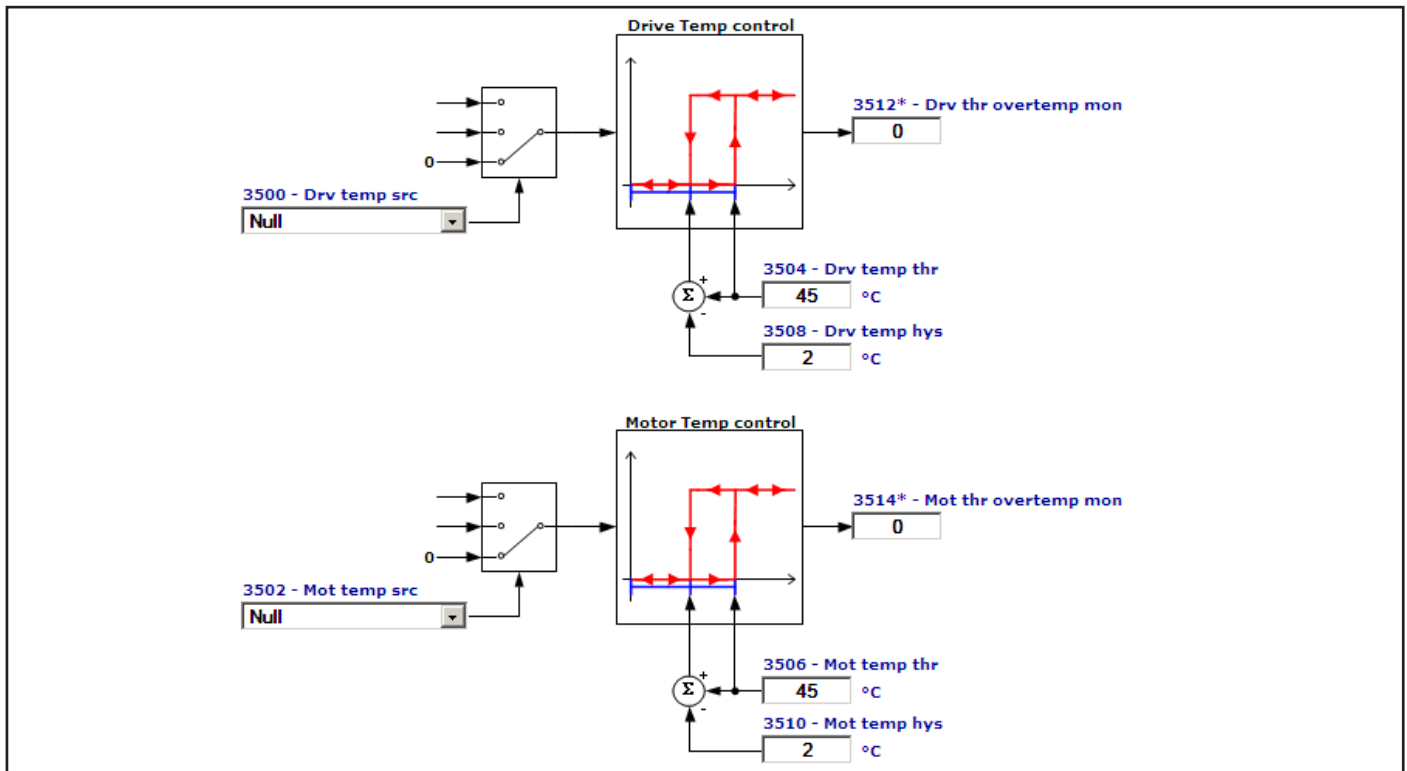 Drive Temp control
3512* - Drv thr overtemp mon
0
0
3500 - Drv temp src
Null
3504 - Drv temp thr
+
Σ
45 °C
-
3508 - Drv temp hys
2 °C
Motor Temp control
3514* - Mot thr overtemp mon
0
0
3502 - Mot temp src
Null
3506 - Mot temp thr
+
Σ
45 °C
-
3510 - Mot temp hys
2 °C